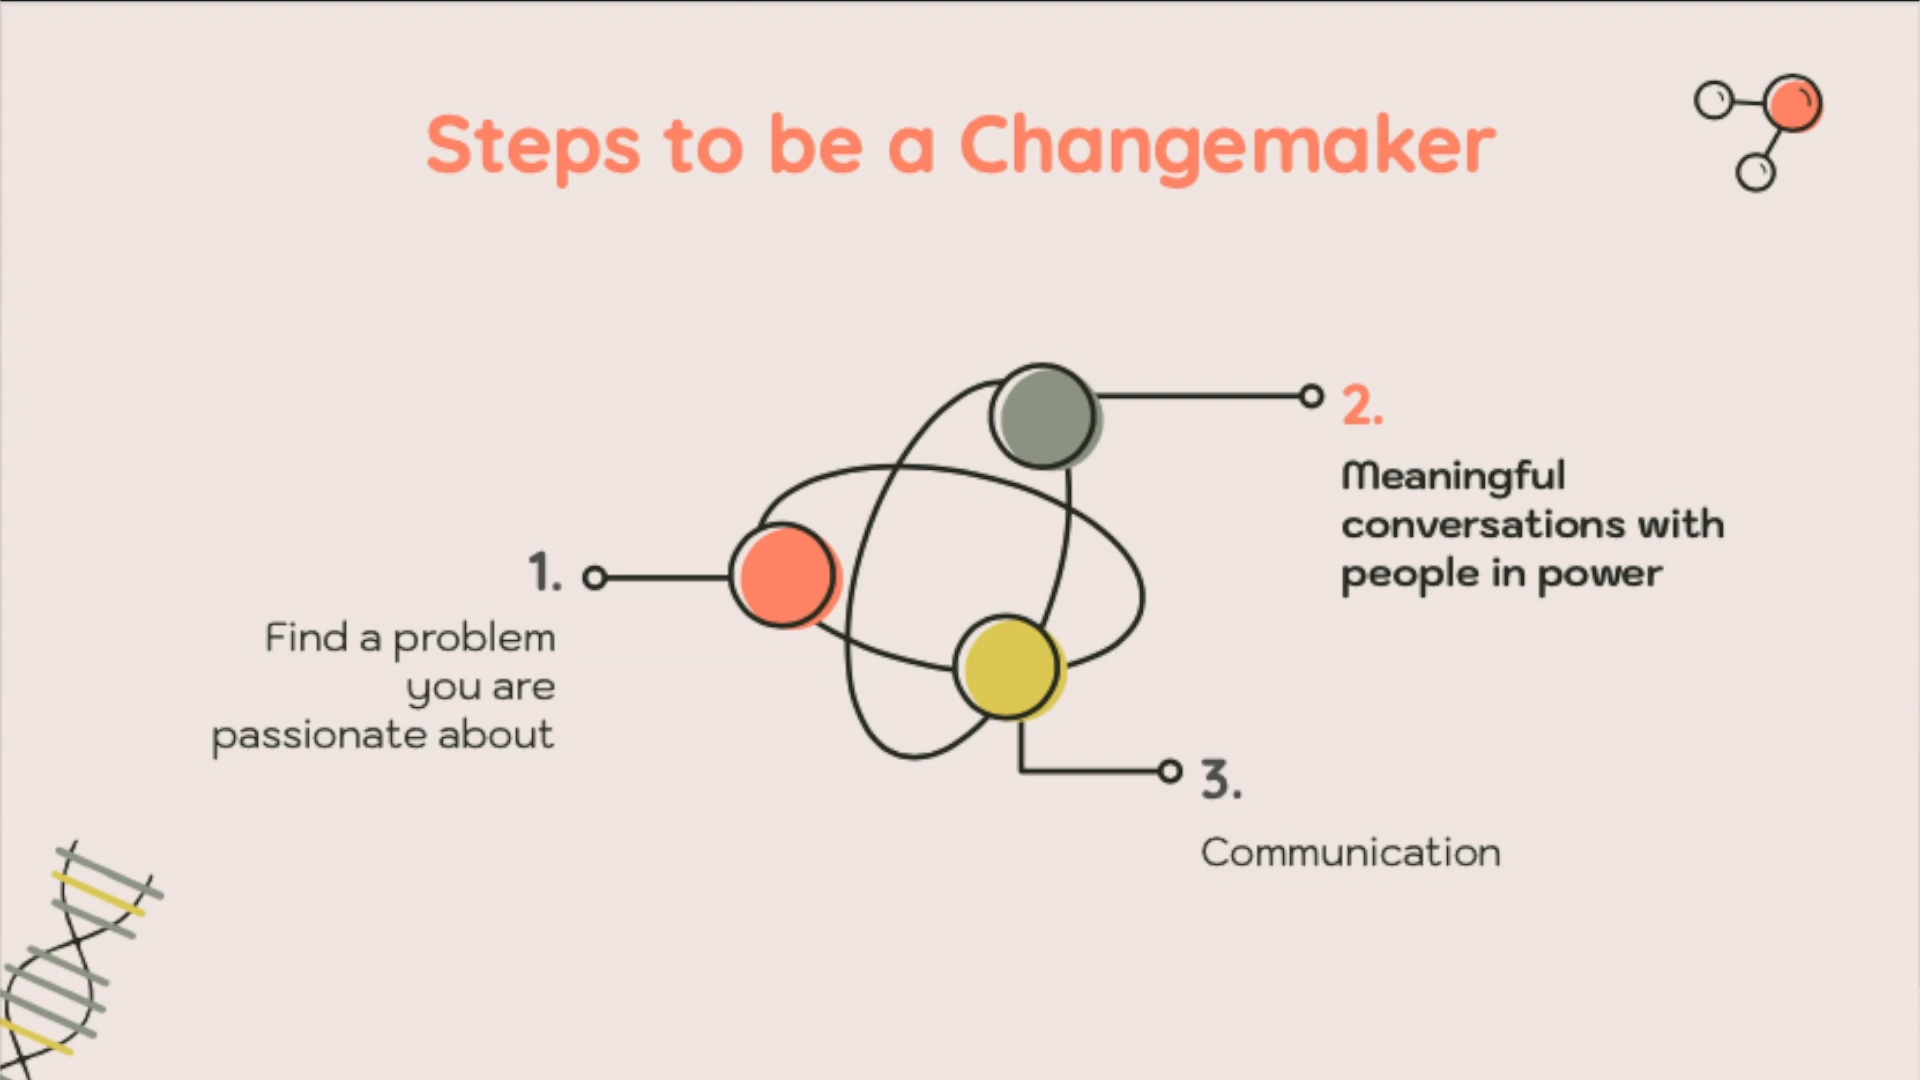 Steps to be a Changemaker
1.
Find a problem
you are
passionate about
2.
Meaningful
conversations with
people in power
3.
Communication